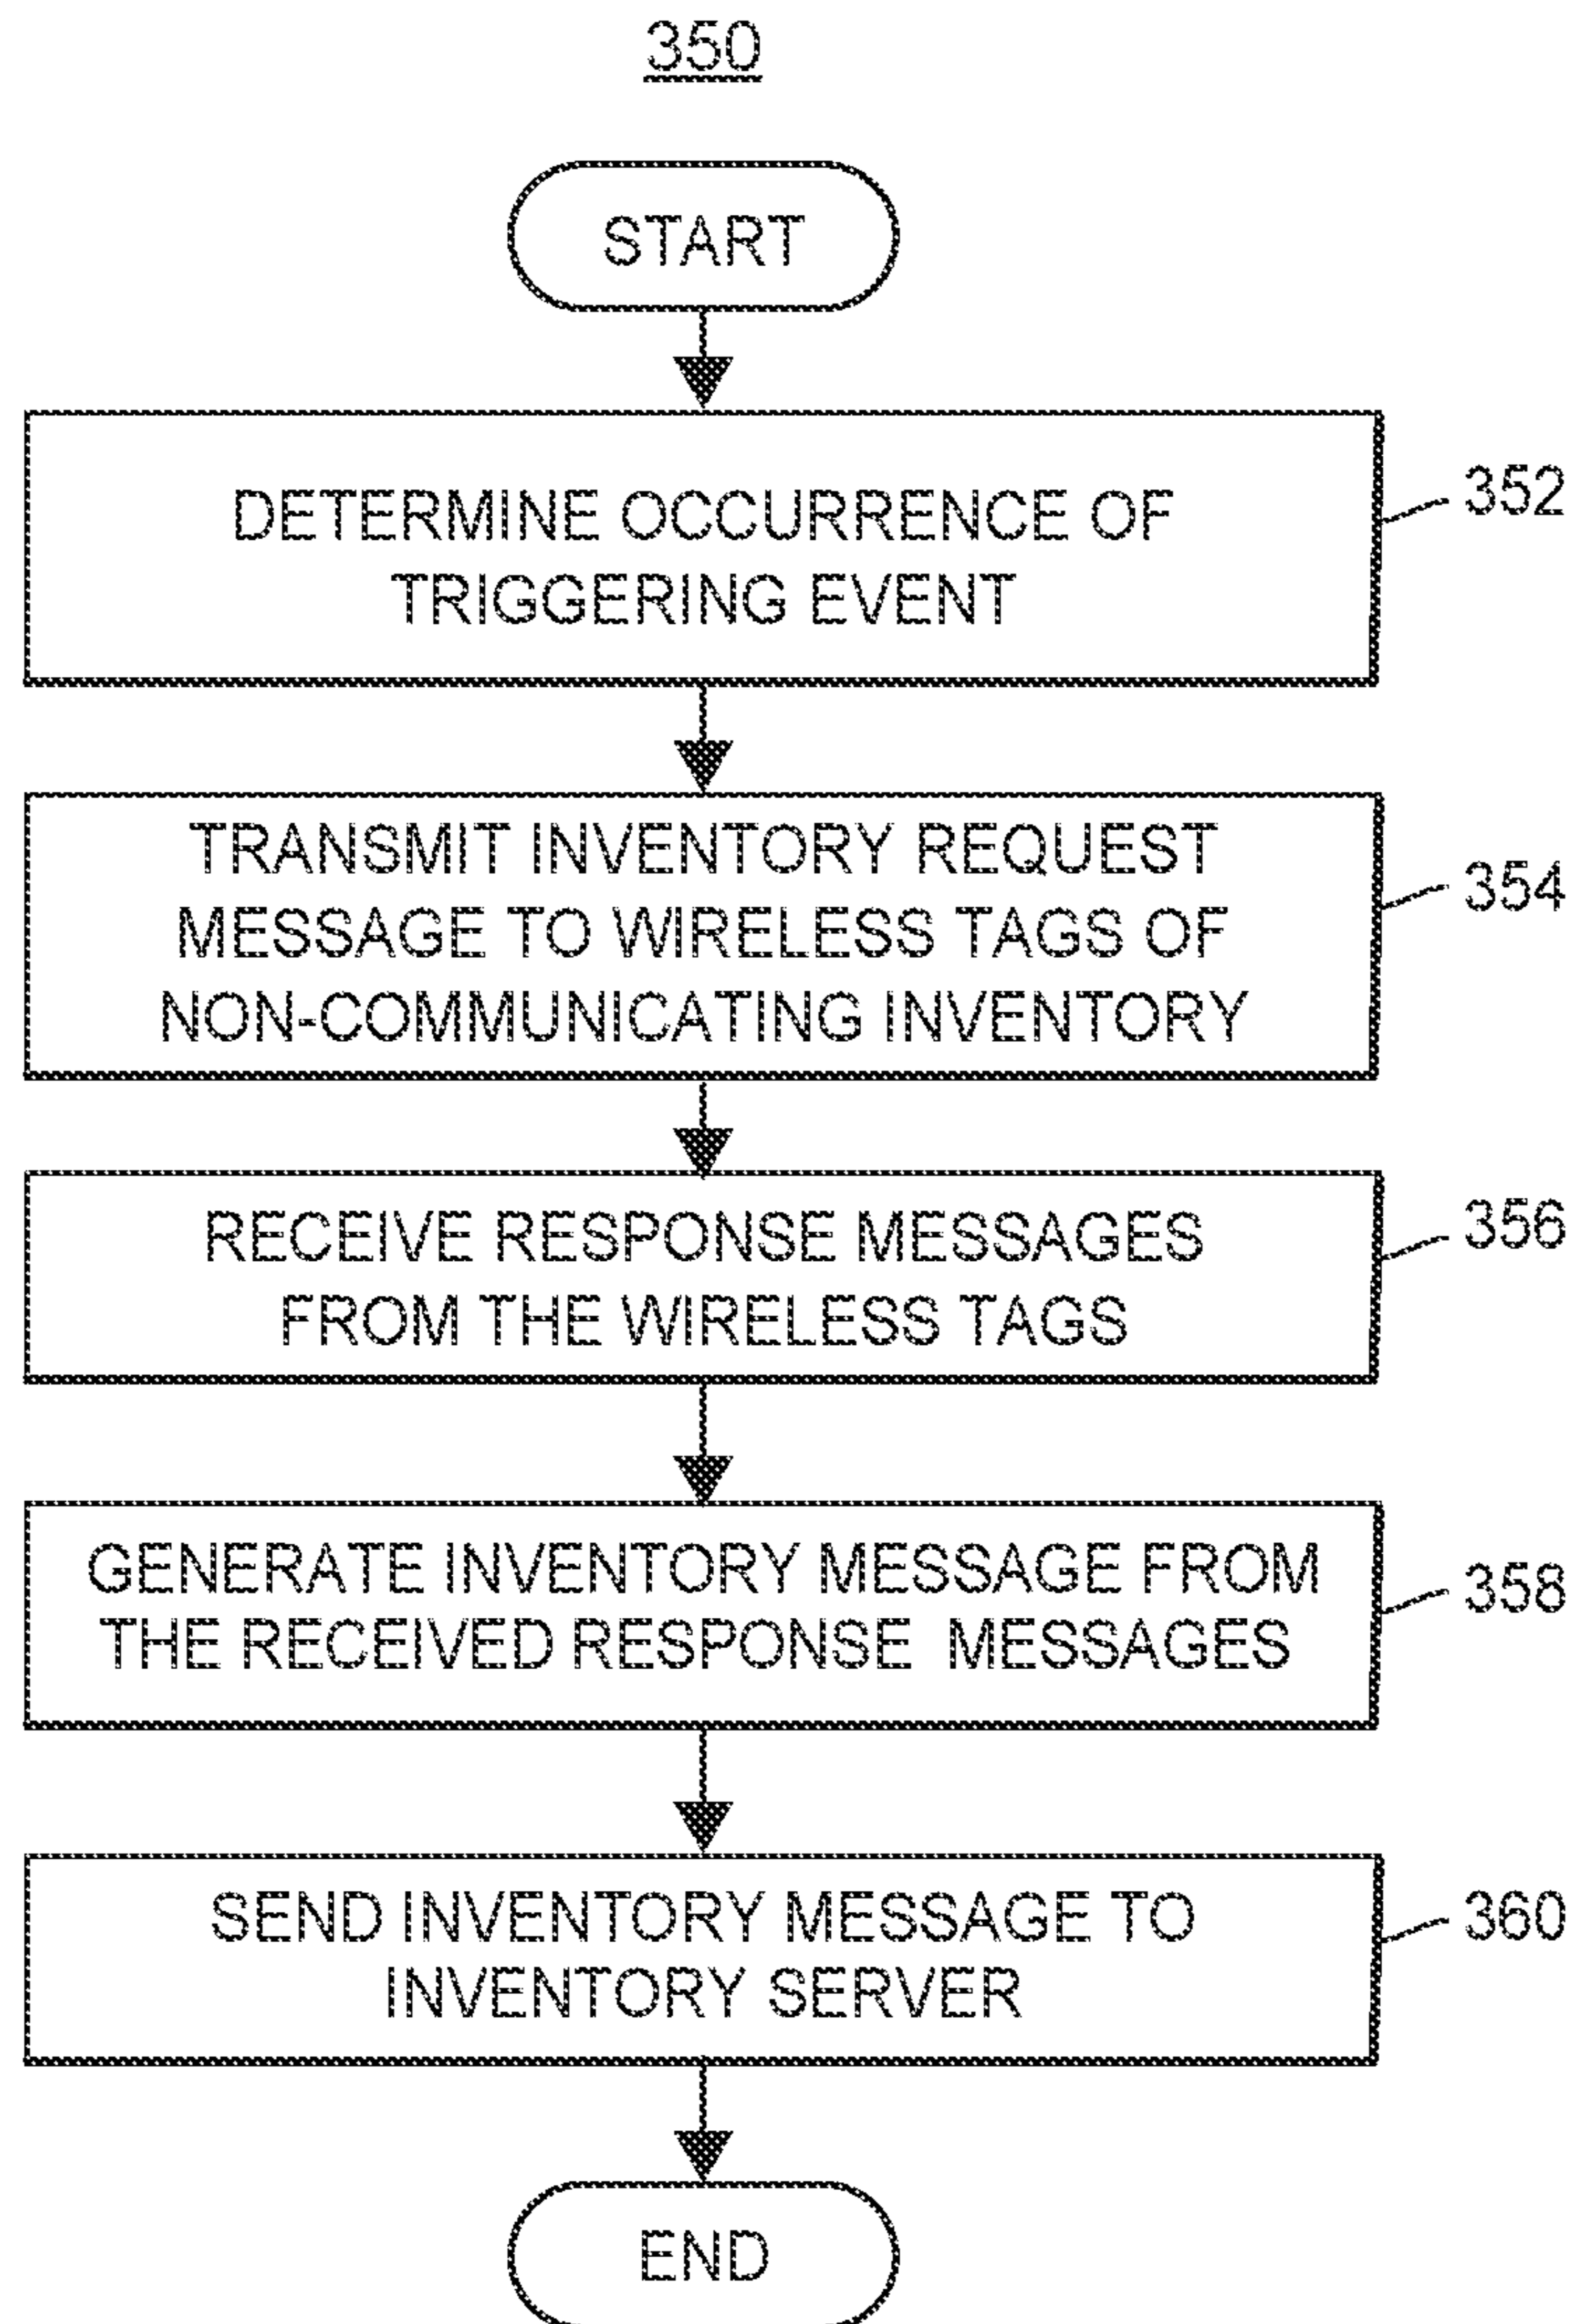 350
START
DETERMINE OCCURRENCE OF
TRIGGERING EVENT
352
TRANSMIT INVENTORY REQUEST
MESSAGE TO WIRELESS TAGS OF
NON-COMMUNICATING INVENTORY
354
RECEIVE RESPONSE MESSAGES
FROM THE WIRELESS TAGS
356
GENERATE INVENTORY MESSAGE FROM
THE RECEIVED RESPONSE MESSAGES
358
SEND INVENTORY MESSAGE TO
INVENTORY SERVER
360
END